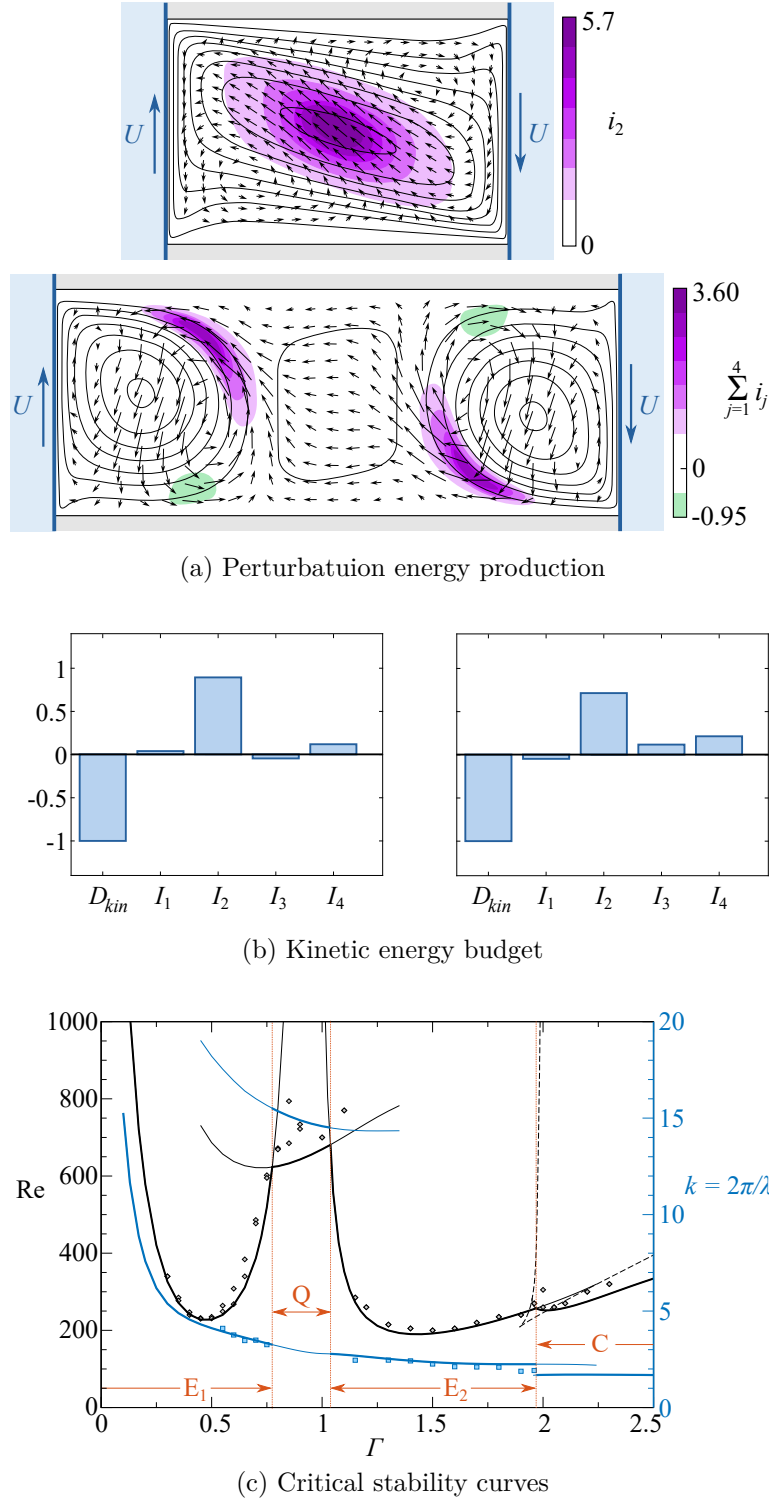 5.7
U
U
i2
0
3.60
U
U
4
∑ ij
j=1
0
-0.95
(a) Perturbatuion energy production
1
0.5
0
-0.5
-1
Dkin I1 I2 I3 I4
Dkin I1 I2 I3 I4
(b) Kinetic energy budget
1000
20
800
15
600
Re
k = 2π/λ
10
400
Q
5
200
C
E1
E2
0
0
0 0.5 1 1.5 2 2.5
Γ
(c) Critical stability curves